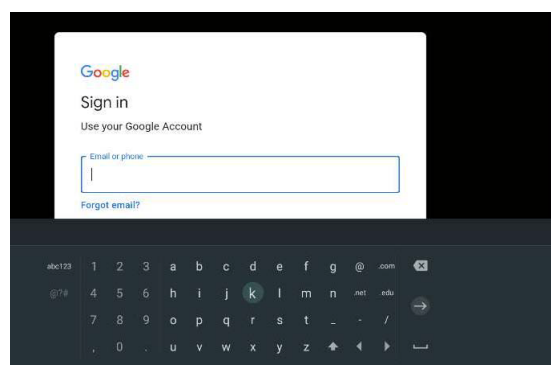 Google
Sign in
Use your Google Account
Email or phone
Forgot email?
abc123 1 2 3 a b c d e f g @ .com
@?# 4 5 6 h i j k l m n .net .edu
7 8 9 o p q r s t _ - /
, 0 . u v w x y z